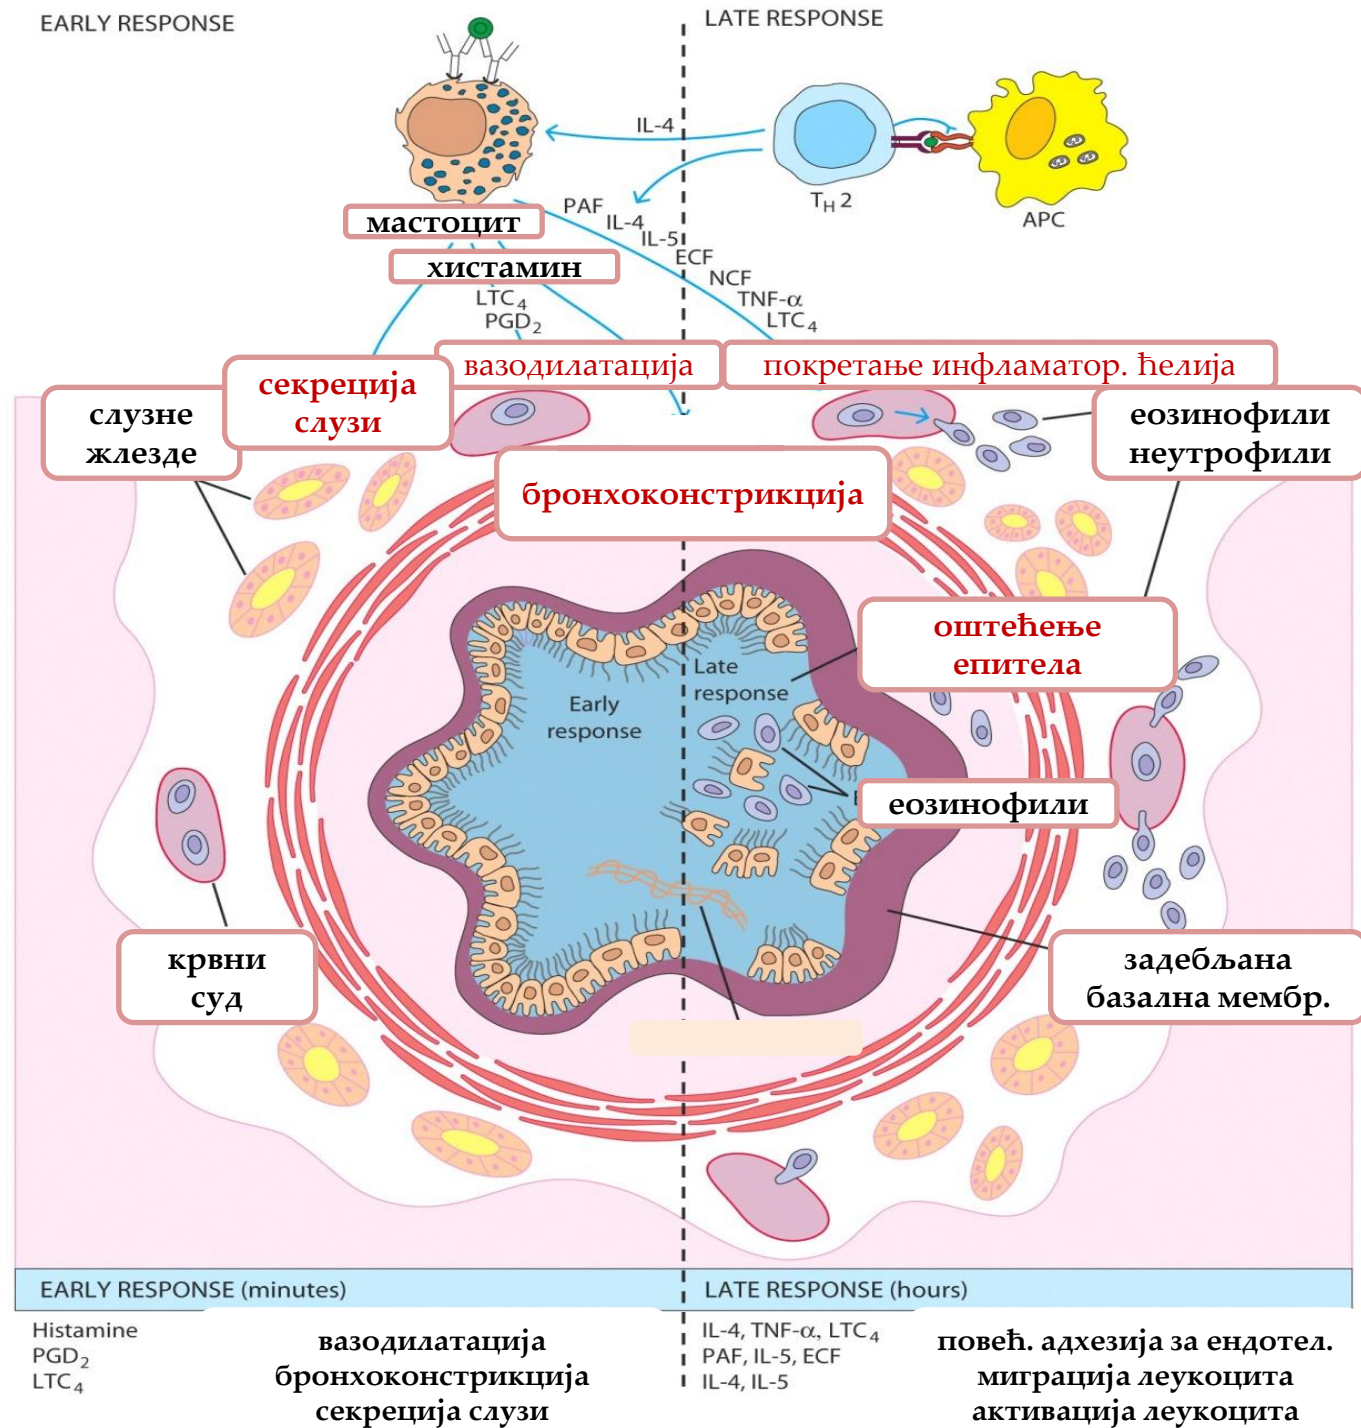 EARLY RESPONSE
LATE RESPONSE
IL-4
T_H 2
APC
мастоцит
PAF
IL-4
IL-5
ECF
NCF
TNF-α
LTC₄
хистамин
LTC₄
PGD₂
секреција
слузи
вазодилатација
покретање инфламатор. ћелија
слузне
жлезде
еозинофили
неутрофили
бронхоконстрикција
оштећење
епитела
Early
response
Late
response
еозинофили
крвни
суд
задебљана
базална мембр.
EARLY RESPONSE (minutes)
LATE RESPONSE (hours)
Histamine
PGD₂
LTC₄
вазодилатација
бронхоконстрикција
секреција слузи
IL-4, TNF-α, LTC₄
PAF, IL-5, ECF
IL-4, IL-5
повећ. адхезија за ендотел.
миграција леукоцита
активација леукоцита